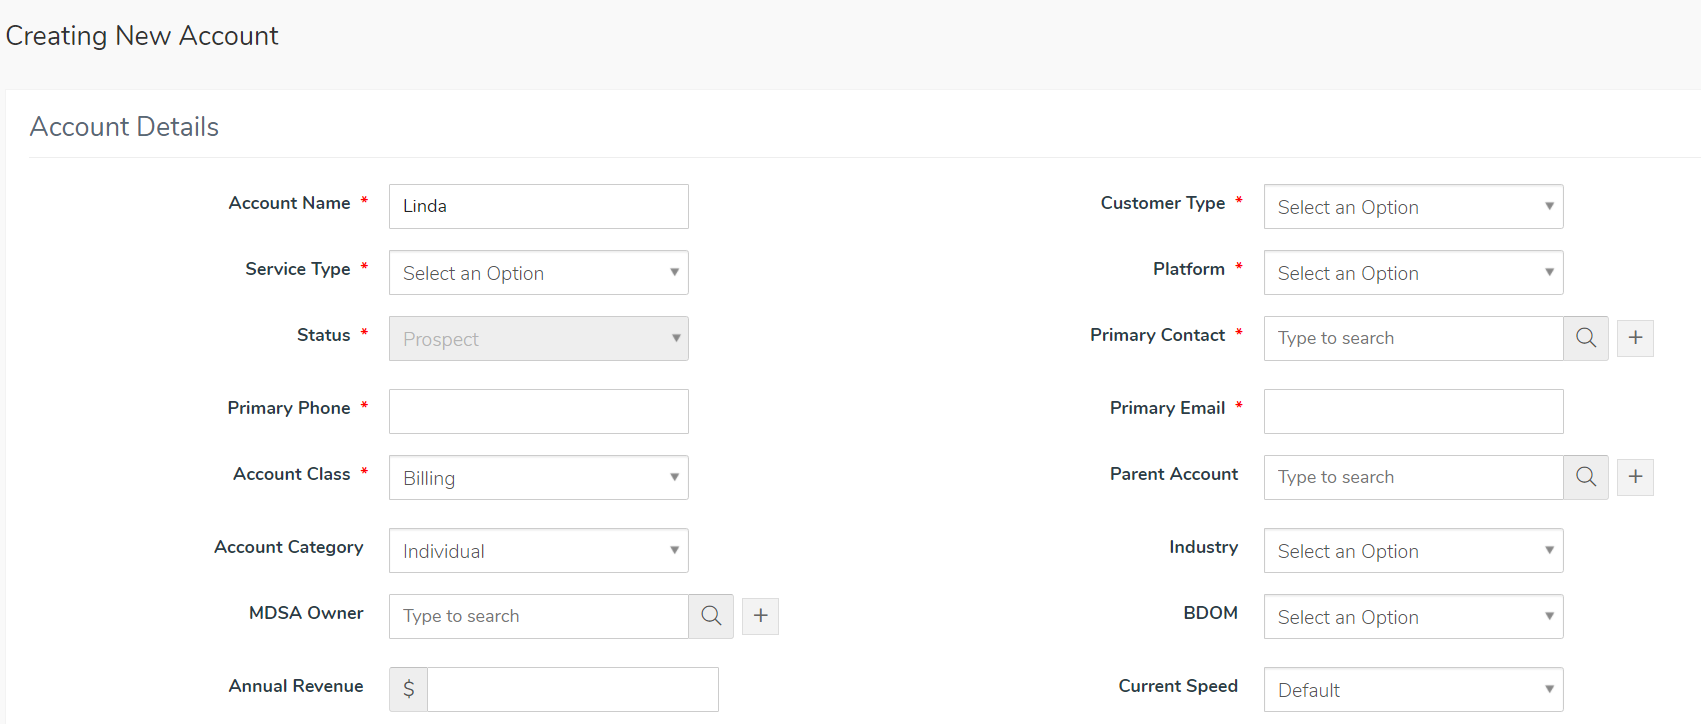 Creating New Account
Account Details
Account Name * Linda Customer Type * Select an Option
Service Type * Select an Option Platform * Select an Option
Status * Prospect Primary Contact * Type to search +
Primary Phone * Primary Email *
Account Class * Billing Parent Account Type to search +
Account Category Individual Industry Select an Option
MDSA Owner Type to search + BDOM Select an Option
Annual Revenue $ Current Speed Default